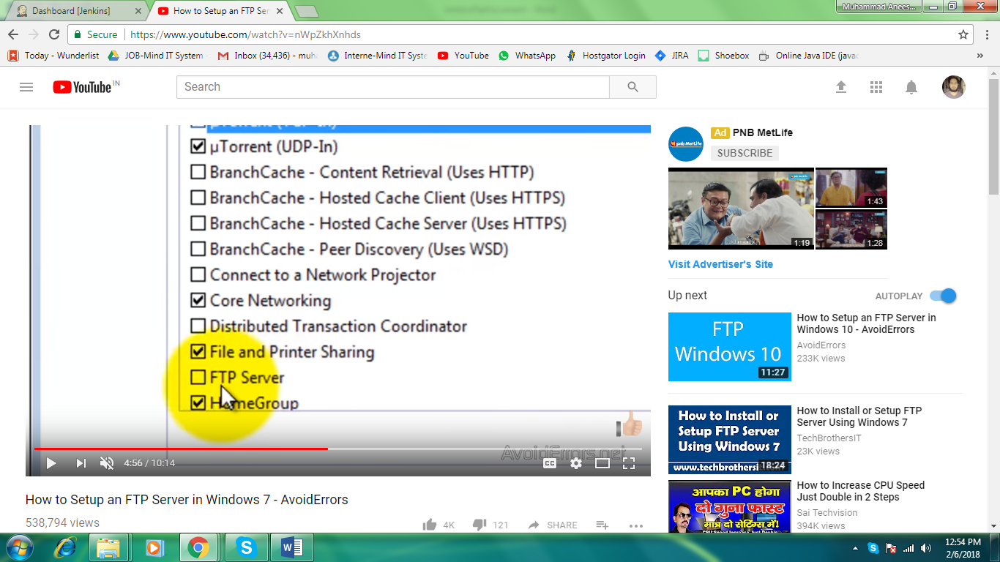 Dashboard [Jenkins]
How to Setup an FTP Ser
Muhammad Anees...
Secure
https://www.youtube.com/watch?v=nWpZkhXnhds
Today - Wunderlist
JOB-Mind IT System
Inbox (34,436) - muh
Interne-Mind IT Syste
YouTube
WhatsApp
Hostgator Login
JIRA
Shoebox
Online Java IDE (javac
»
YouTube IN
Search
µTorrent (UDP-In)
BranchCache - Content Retrieval (Uses HTTP)
BranchCache - Hosted Cache Client (Uses HTTPS)
BranchCache - Hosted Cache Server (Uses HTTPS)
BranchCache - Peer Discovery (Uses WSD)
Connect to a Network Projector
Core Networking
Distributed Transaction Coordinator
File and Printer Sharing
FTP Server
HomeGroup
AvoidErrors.net
4:56 / 10:14
CC
How to Setup an FTP Server in Windows 7 - AvoidErrors
538,794 views
4K
121
SHARE
pnb MetLife
Ad PNB MetLife
SUBSCRIBE
1:19
1:43
1:28
Visit Advertiser's Site
Up next
AUTOPLAY
FTP
Windows 10
11:27
How to Setup an FTP Server in
Windows 10 - AvoidErrors
AvoidErrors
233K views
How to Install or
Setup FTP Server
Using Windows 7
www.techbrothersi
18:24
How to Install or Setup FTP
Server Using Windows 7
TechBrothersIT
23K views
आपका PC होगा
दो गुना फास्ट
मात्र दो सेटिंग्स में!
How to Increase CPU Speed
Just Double in 2 Steps
Sai Techvision
394K views
12:54 PM
2/6/2018